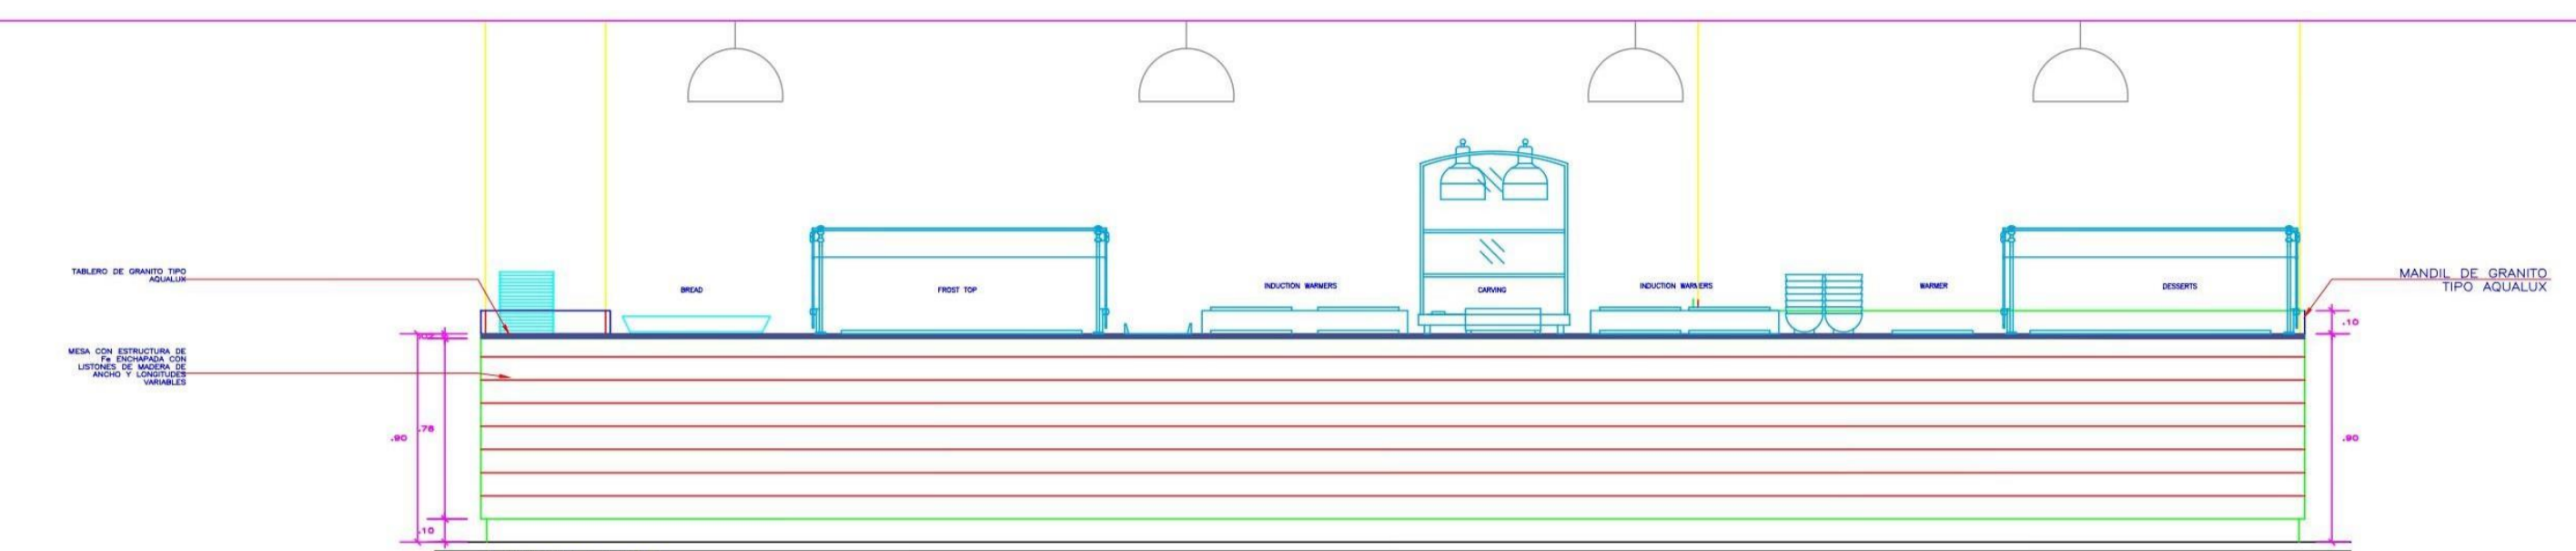 TABLERO DE GRANITO TIPO
AQUALUX
MESA CON ESTRUCTURA DE
Fe ENCHAPADA CON
LISTONES DE MADERA DE
ANCHO Y LONGITUDES
VARIABLES
.90
.78
.10
BREAD
FROST TOP
INDUCTION WARMERS
CARVING
INDUCTION WARMERS
WARMER
DESSERTS
MANDIL DE GRANITO
TIPO AQUALUX
.10
.90